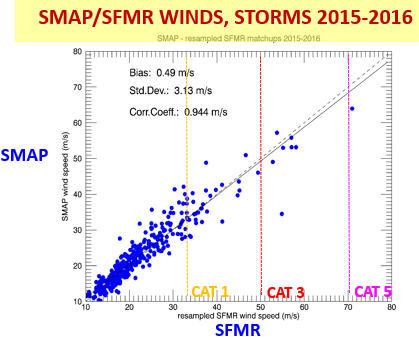 SMAP/SFMR WINDS, STORMS 2015-2016
SMAP - resampled SFMR matchups 2015-2016
80
Bias: 0.49 m/s
70
Std.Dev.: 3.13 m/s
Corr.Coeff.: 0.944 m/s
60
SMAP
SMAP wind speed (m/s)
50
40
30
20
10
CAT 1
CAT 3
CAT 5
10 20 30 40 50 60 70 80
resampled SFMR wind speed (m/s)
SFMR